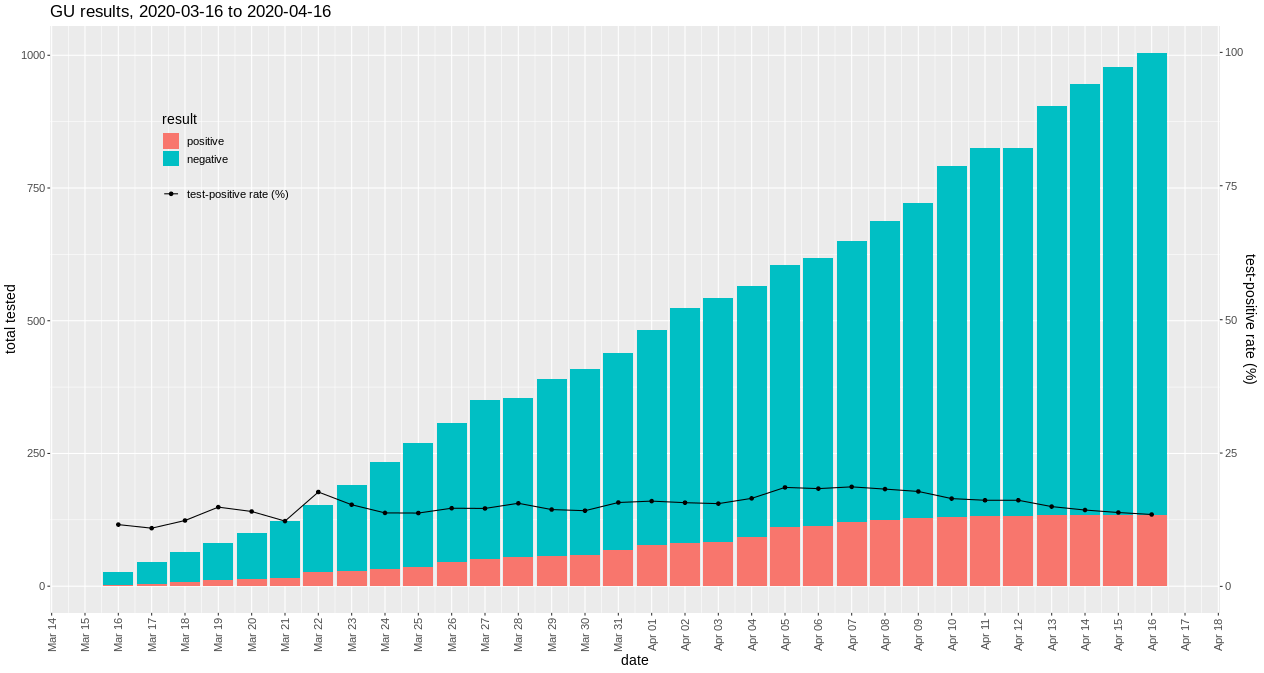 GU results, 2020-03-16 to 2020-04-16
1000
750
500
250
0
total tested
result
positive
negative
test-positive rate (%)
100
75
50
25
0
test-positive rate (%)
Mar 14
Mar 15
Mar 16
Mar 17
Mar 18
Mar 19
Mar 20
Mar 21
Mar 22
Mar 23
Mar 24
Mar 25
Mar 26
Mar 27
Mar 28
Mar 29
Mar 30
Mar 31
Apr 01
Apr 02
Apr 03
Apr 04
Apr 05
Apr 06
Apr 07
Apr 08
Apr 09
Apr 10
Apr 11
Apr 12
Apr 13
Apr 14
Apr 15
Apr 16
Apr 17
Apr 18
date